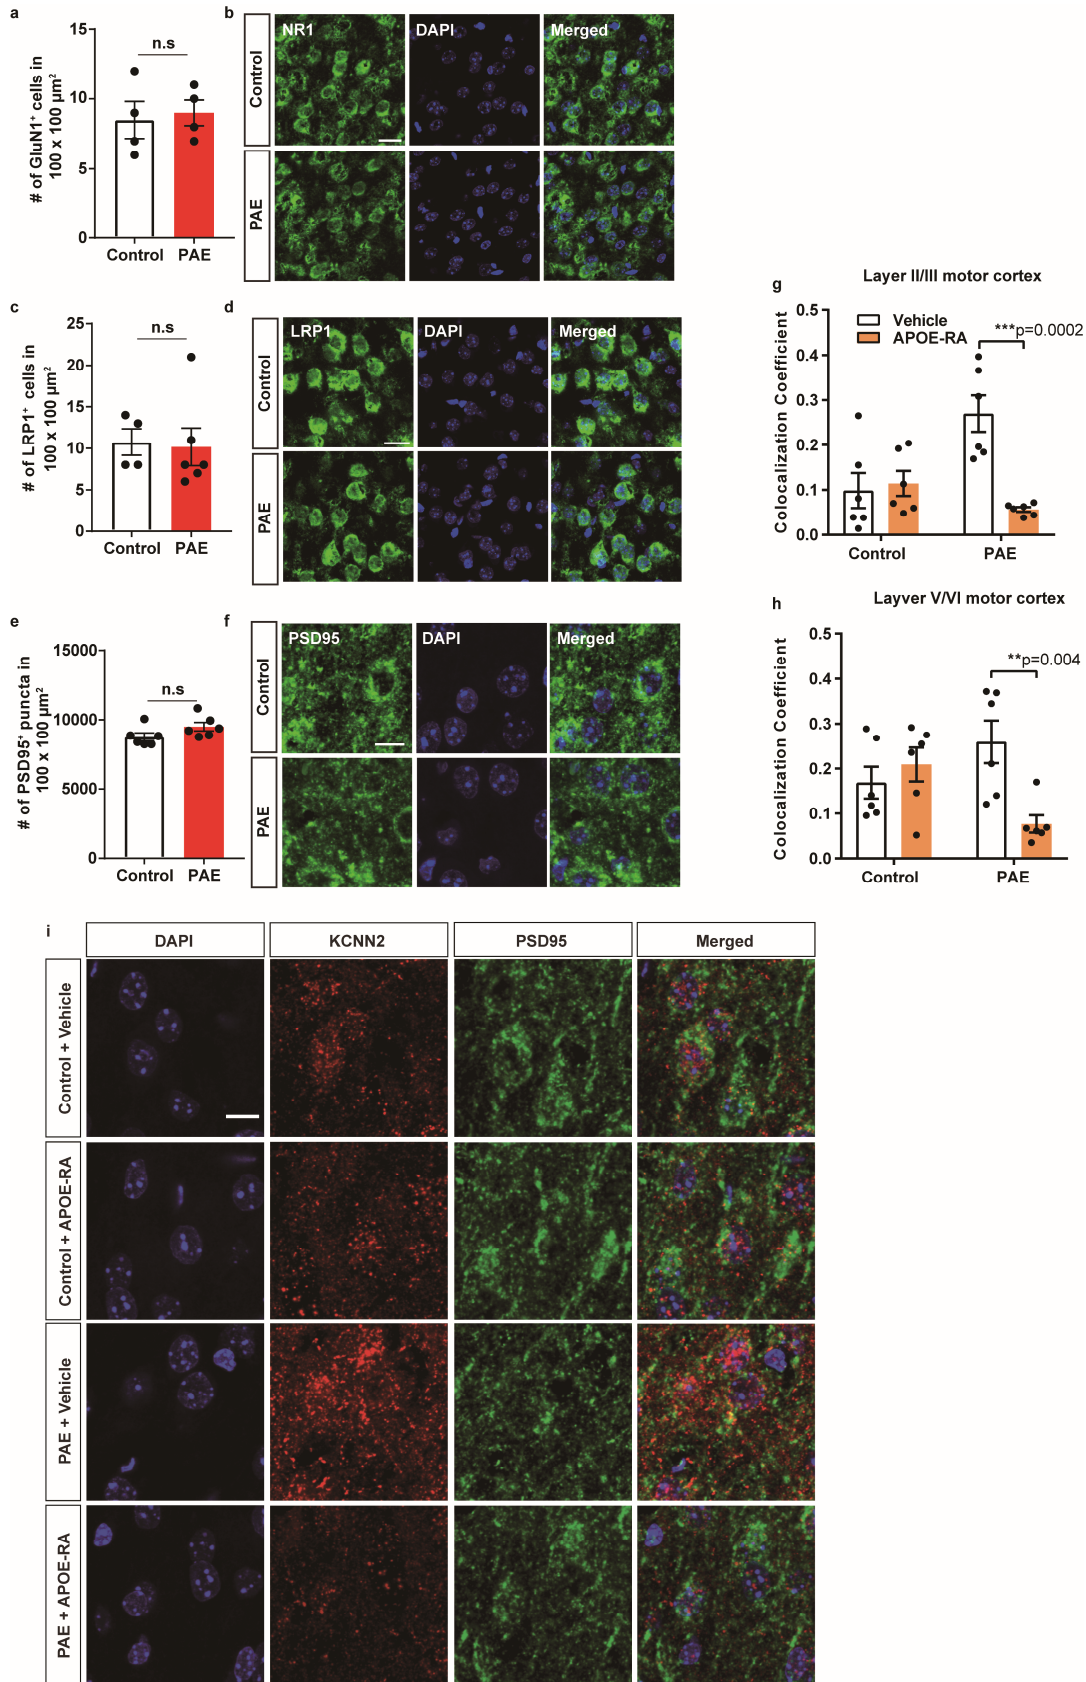 a
# of GluN1⁺ cells in
100 x 100 µm²
15
10
5
0
n.s
Control
PAE
b
NR1
DAPI
Merged
Control
PAE
c
# of LRP1⁺ cells in
100 x 100 µm²
25
20
15
10
5
0
n.s
Control
PAE
d
LRP1
DAPI
Merged
Control
PAE
e
# of PSD95⁺ puncta in
100 x 100 µm²
15000
10000
5000
0
n.s
Control
PAE
f
PSD95
DAPI
Merged
Control
PAE
g
Layer II/III motor cortex
Colocalization Coefficient
0.5
0.4
0.3
0.2
0.1
0.0
Vehicle
APOE-RA
***p=0.0002
Control
PAE
h
Layver V/VI motor cortex
Colocalization Coefficient
0.5
0.4
0.3
0.2
0.1
0.0
**p=0.004
Control
PAE
i
DAPI
KCNN2
PSD95
Merged
Control + Vehicle
Control + APOE-RA
PAE + Vehicle
PAE + APOE-RA